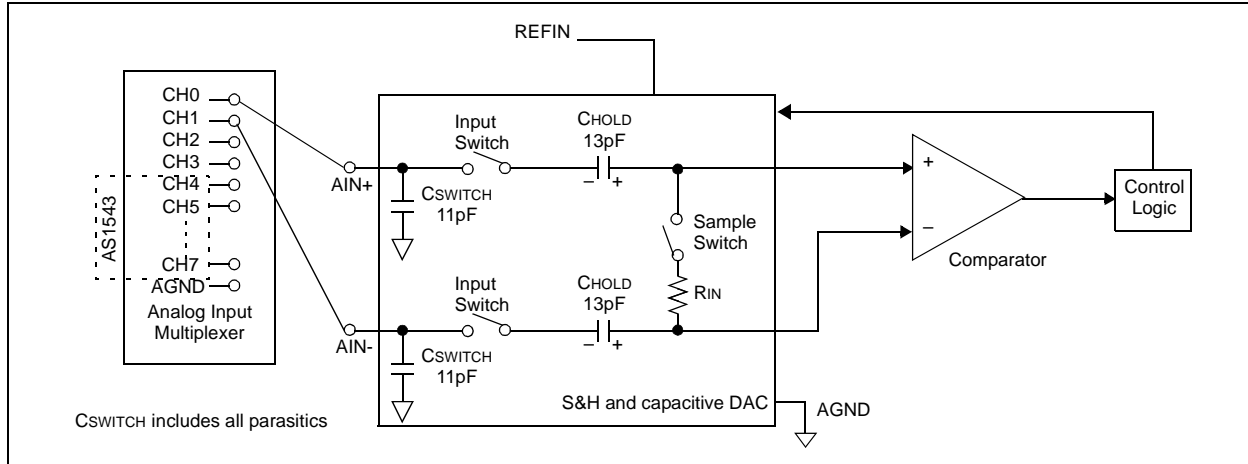 REFIN
CH0
CH1
CH2
CH3
CH4
CH5
CH7
AGND
AS1543
Analog Input
Multiplexer
AIN+
AIN-
Input
Switch
CHOLD
13pF
− +
CSWITCH
11pF
Sample
Switch
RIN
Input
Switch
CHOLD
13pF
− +
CSWITCH
11pF
S&H and capacitive DAC
AGND
+
−
Comparator
Control
Logic
CSWITCH includes all parasitics